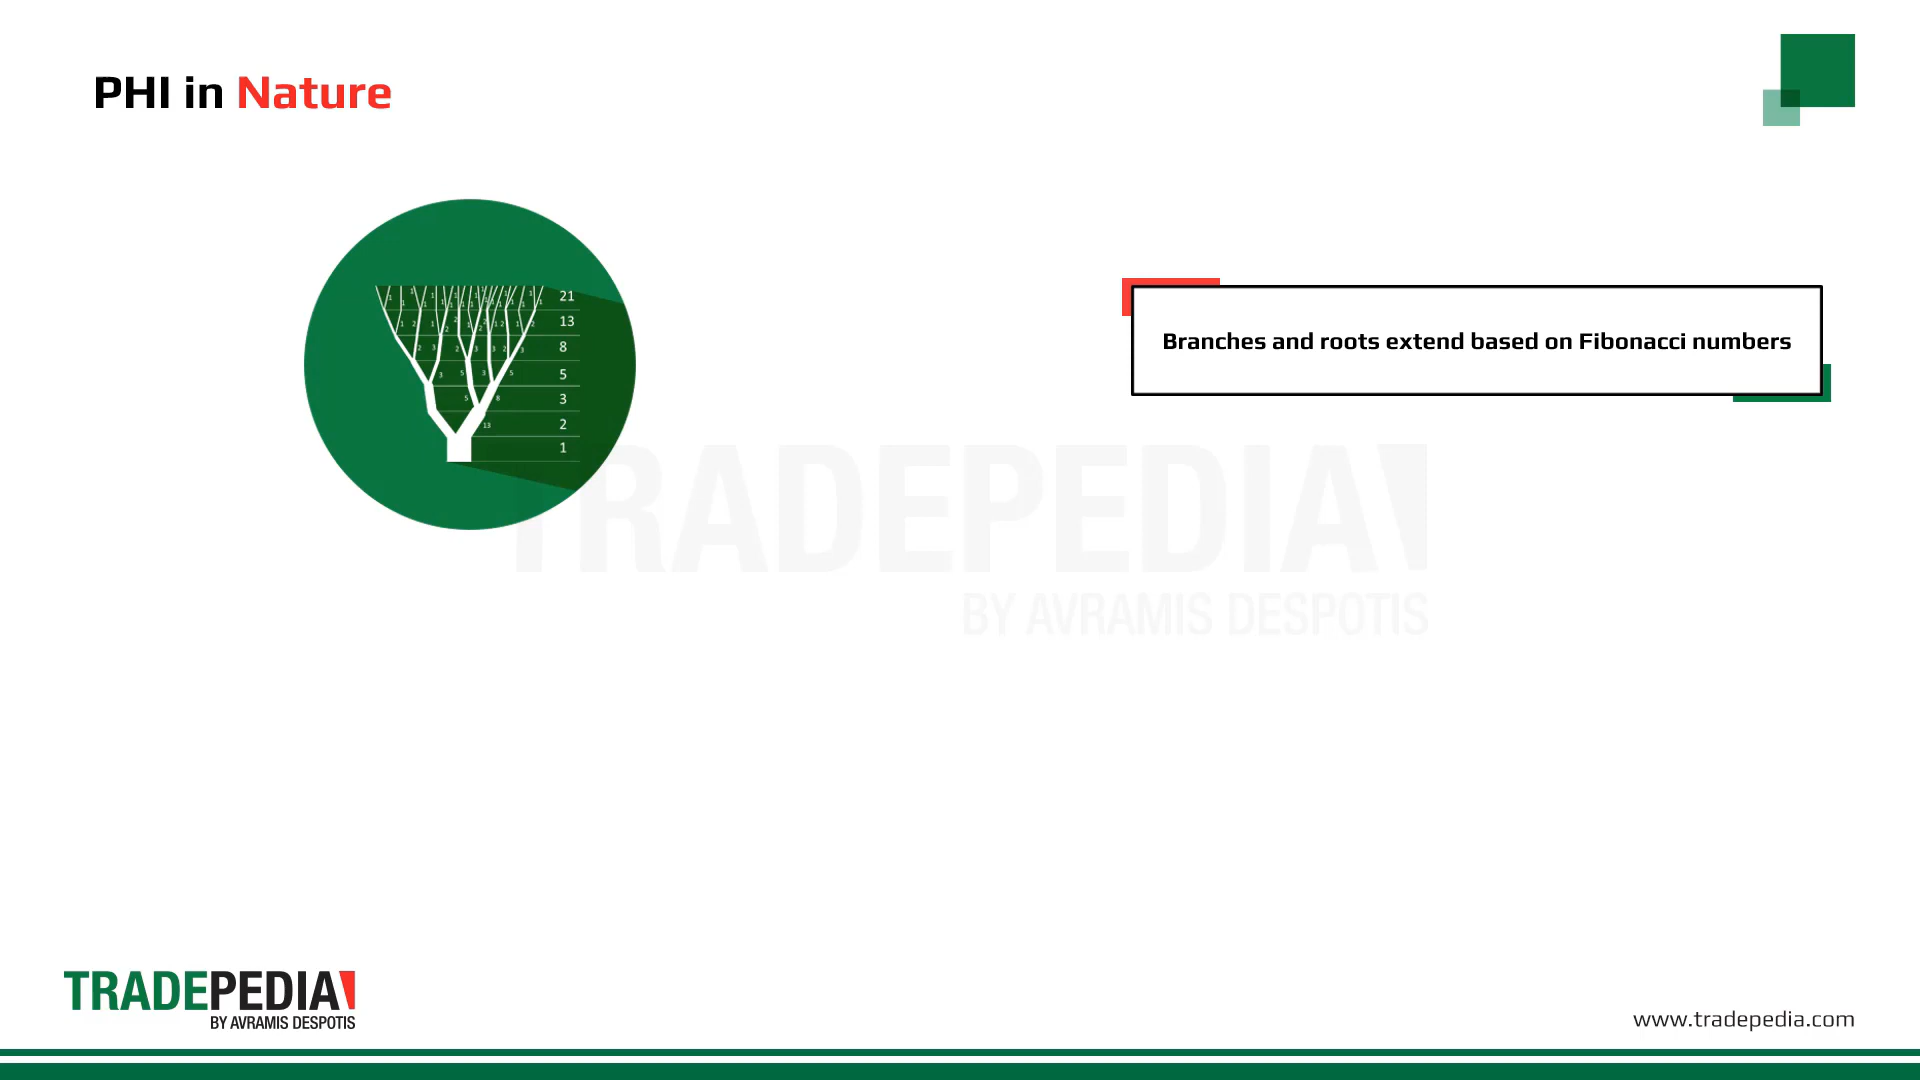 PHI in Nature
21
13
8
5
3
2
1
Branches and roots extend based on Fibonacci numbers
TRADEPEDIA
BY AVRAMIS DESPOTIS
TRADEPEDIA
BY AVRAMIS DESPOTIS
www.tradepedia.com